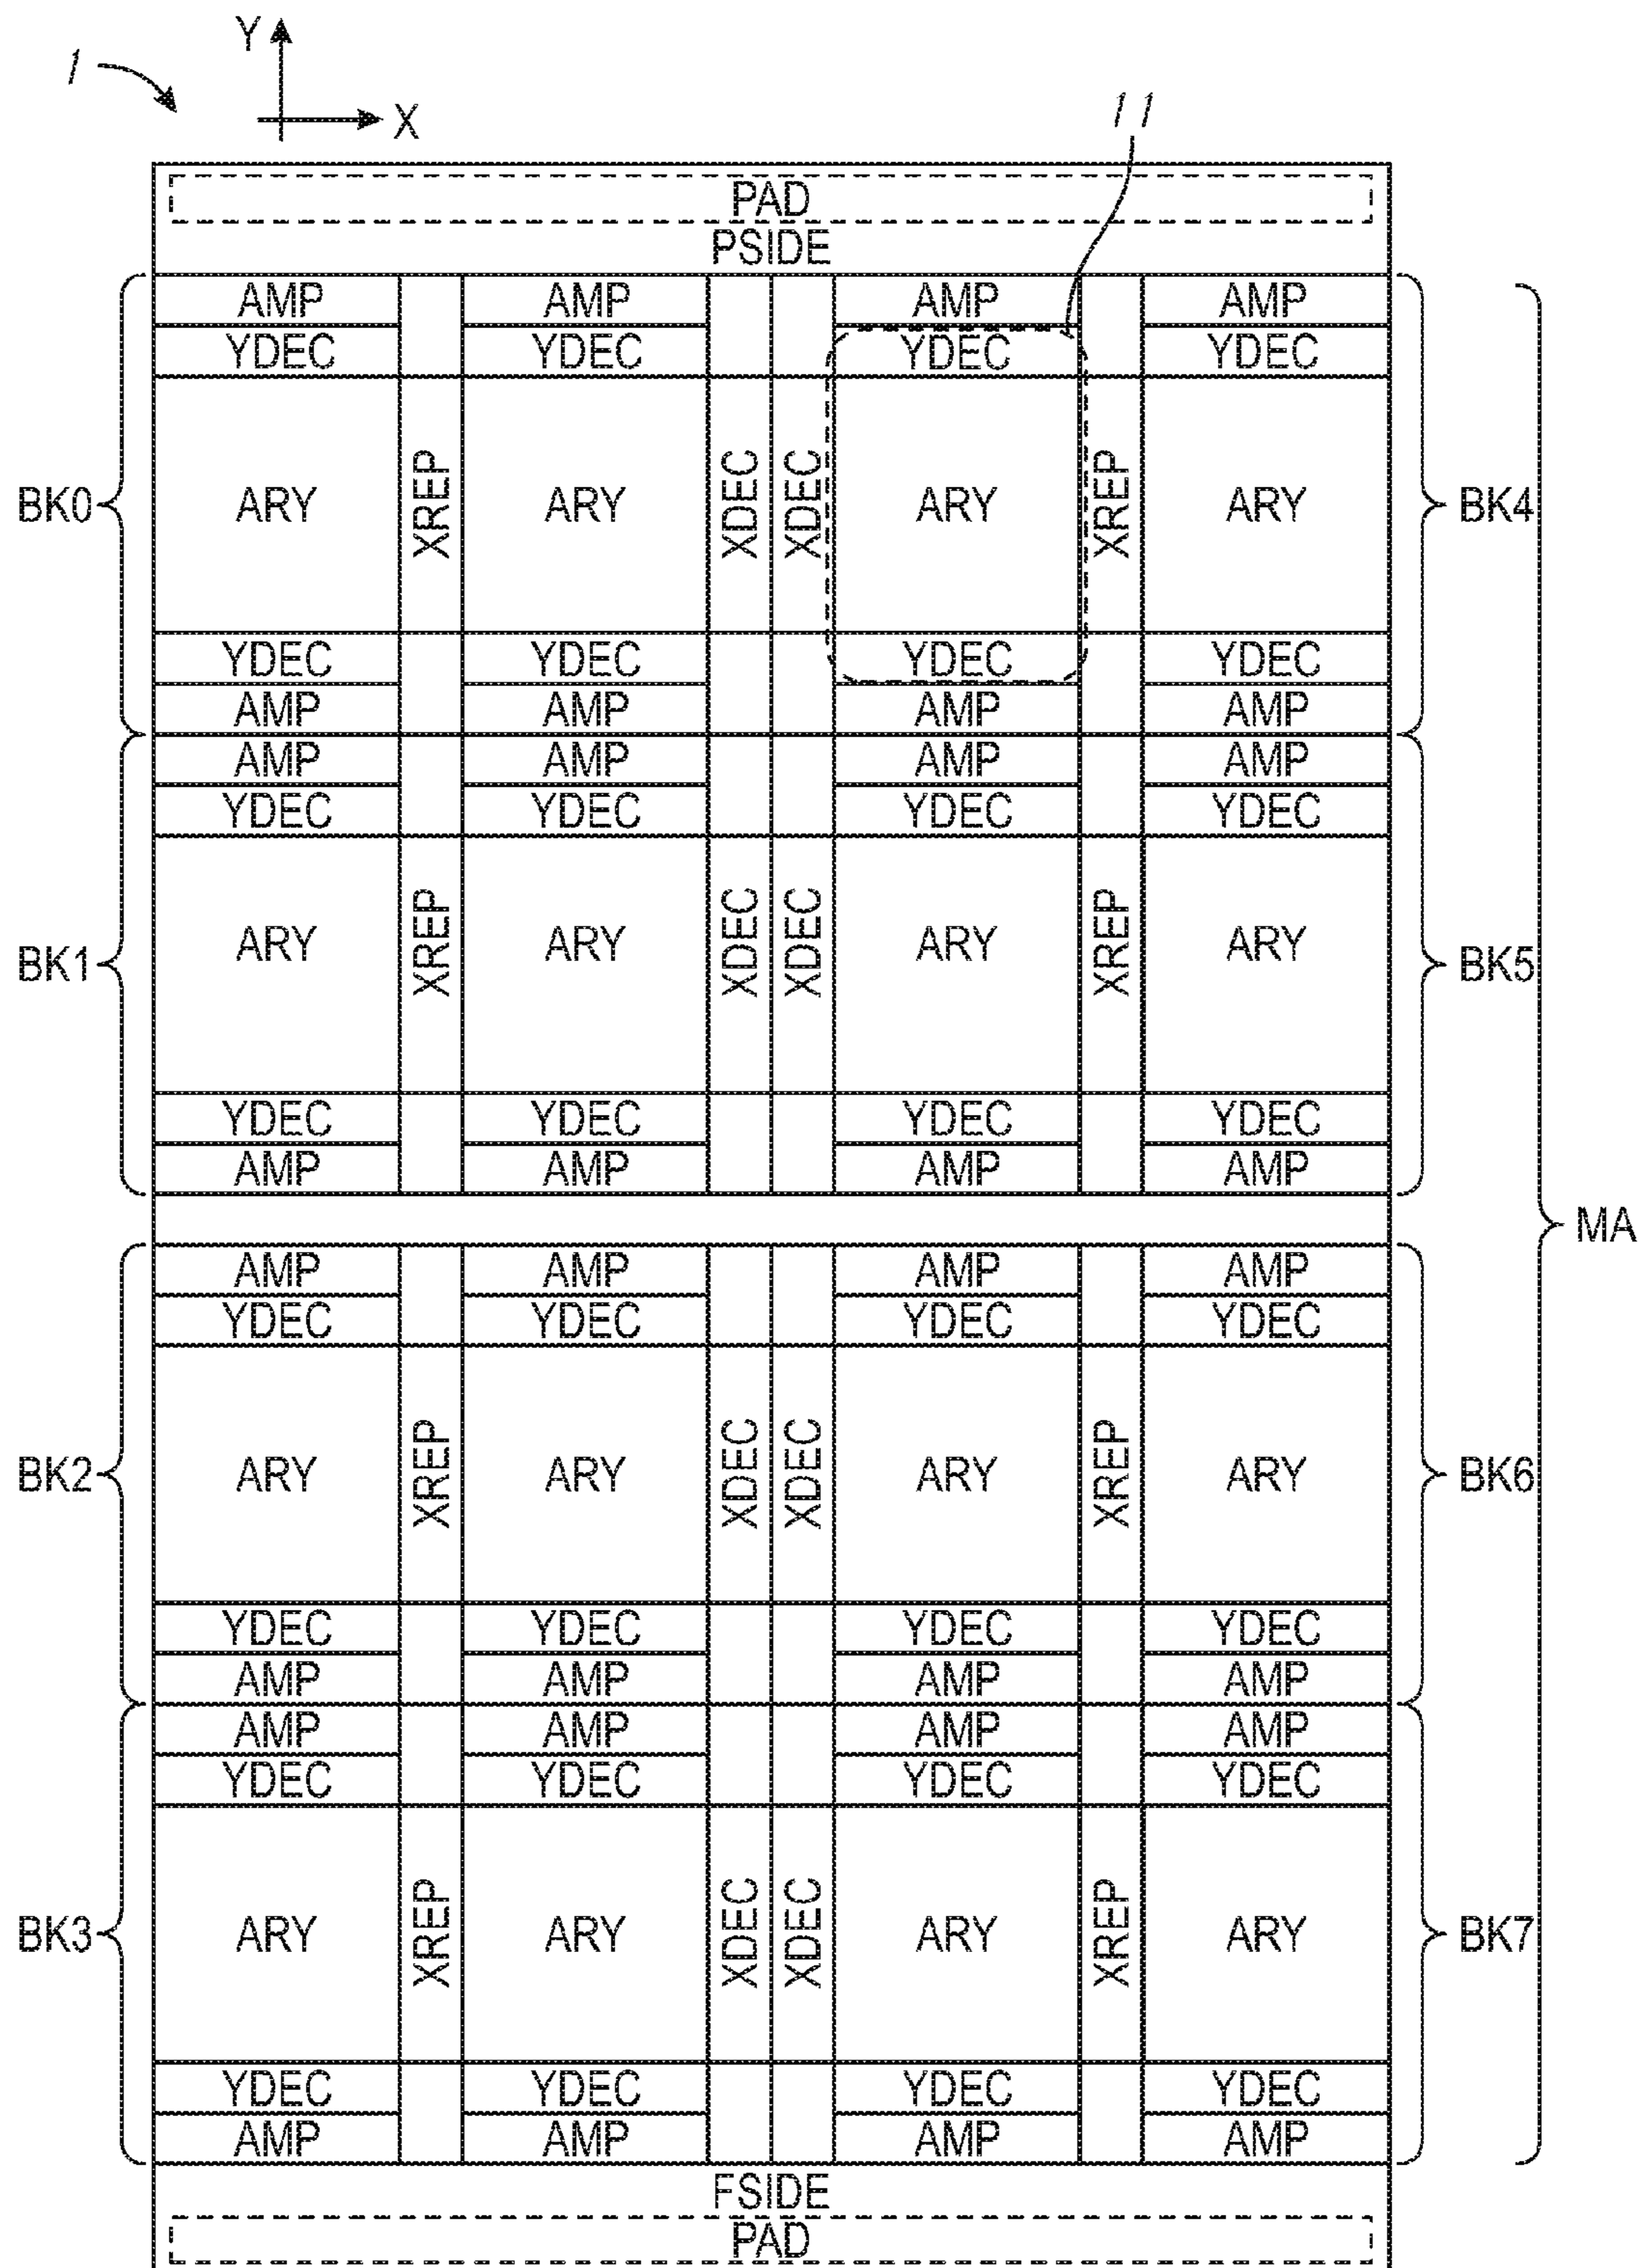 Y
1
X
11
PAD
PSIDE
AMP AMP AMP AMP
YDEC YDEC YDEC YDEC
BK0 ARY XREP ARY XDEC XDEC ARY XREP ARY BK4
YDEC YDEC YDEC YDEC
AMP AMP AMP AMP
AMP AMP AMP AMP
YDEC YDEC YDEC YDEC
BK1 ARY XREP ARY XDEC XDEC ARY XREP ARY BK5
YDEC YDEC YDEC YDEC
AMP AMP AMP AMP
MA
AMP AMP AMP AMP
YDEC YDEC YDEC YDEC
BK2 ARY XREP ARY XDEC XDEC ARY XREP ARY BK6
YDEC YDEC YDEC YDEC
AMP AMP AMP AMP
AMP AMP AMP AMP
YDEC YDEC YDEC YDEC
BK3 ARY XREP ARY XDEC XDEC ARY XREP ARY BK7
YDEC YDEC YDEC YDEC
AMP AMP AMP AMP
FSIDE
PAD